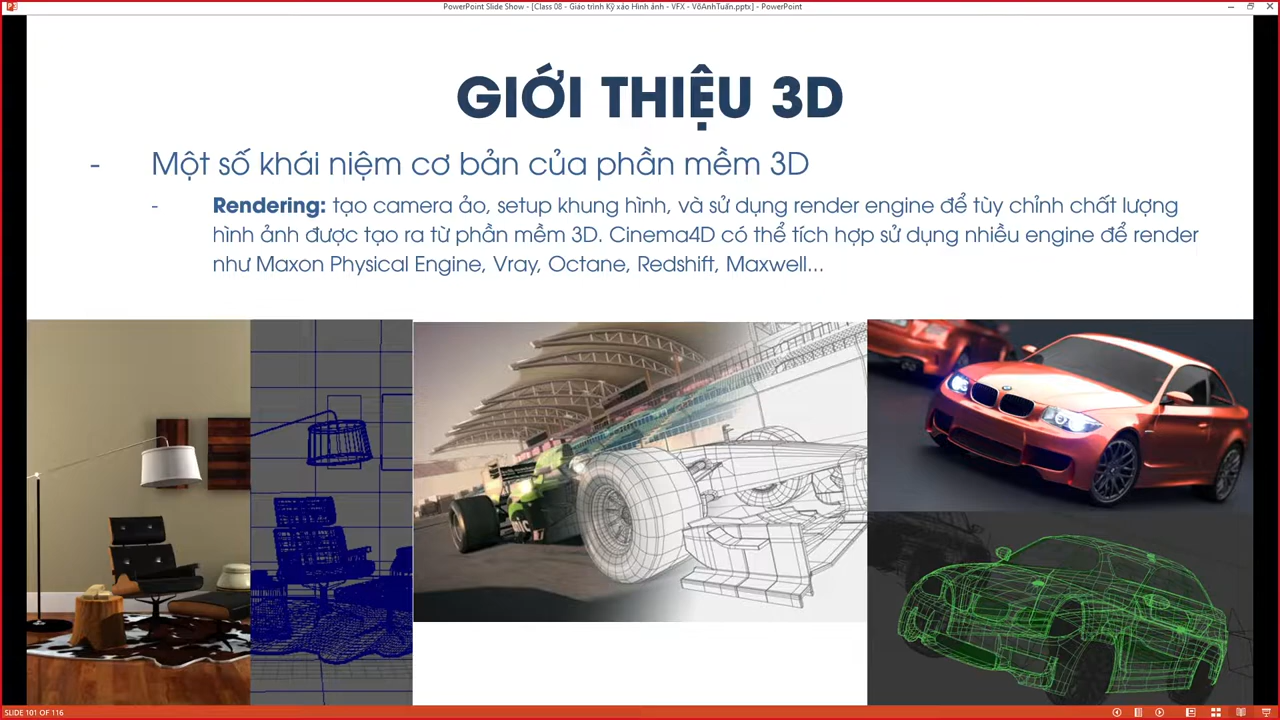 PowerPoint Slide Show - [Class 08 - Giáo trình Kỹ xảo Hình ảnh - VFX - VõAnhTuấn.pptx] - PowerPoint
GIỚI THIỆU 3D
- Một số khái niệm cơ bản của phần mềm 3D
- Rendering: tạo camera ảo, setup khung hình, và sử dụng render engine để tùy chỉnh chất lượng
hình ảnh được tạo ra từ phần mềm 3D. Cinema4D có thể tích hợp sử dụng nhiều engine để render
như Maxon Physical Engine, Vray, Octane, Redshift, Maxwell...
SLIDE 101 OF 116